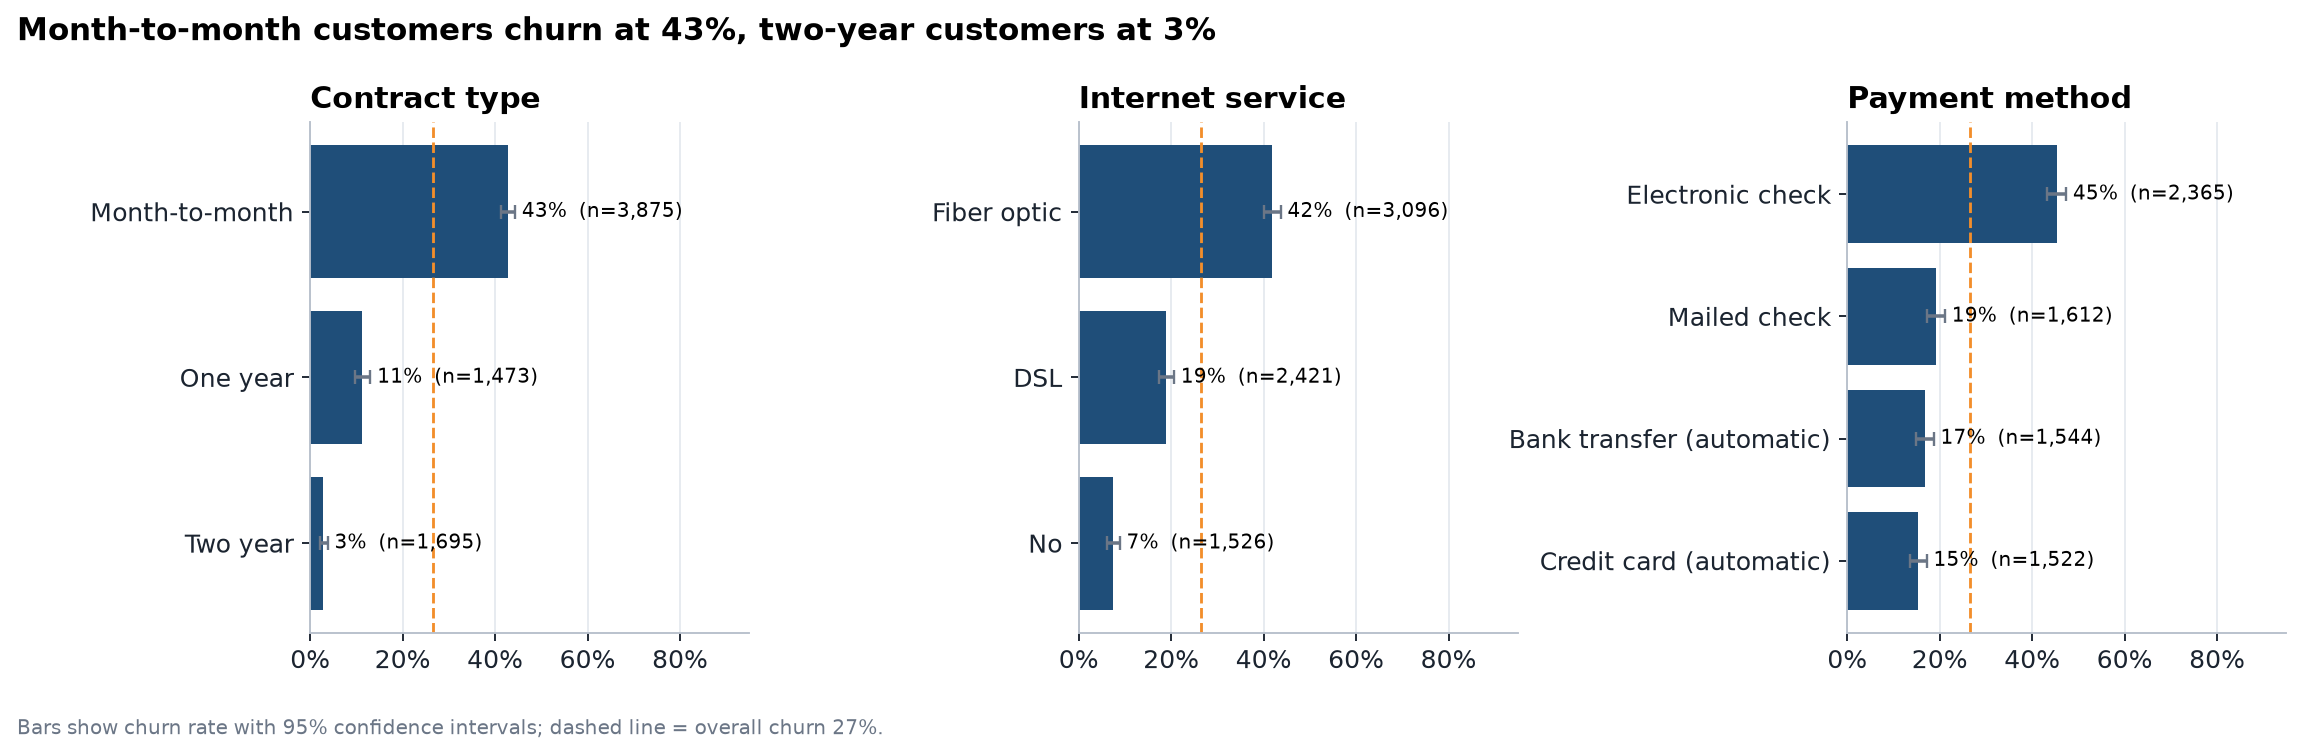 Month-to-month customers churn at 43%, two-year customers at 3%
Contract type
Month-to-month
43%  (n=3,875)
One year
11%  (n=1,473)
Two year
3%  (n=1,695)
0% 20% 40% 60% 80%
Internet service
Fiber optic
42%  (n=3,096)
DSL
19%  (n=2,421)
No
7%  (n=1,526)
0% 20% 40% 60% 80%
Payment method
Electronic check
45%  (n=2,365)
Mailed check
19%  (n=1,612)
Bank transfer (automatic)
17%  (n=1,544)
Credit card (automatic)
15%  (n=1,522)
0% 20% 40% 60% 80%
Bars show churn rate with 95% confidence intervals; dashed line = overall churn 27%.